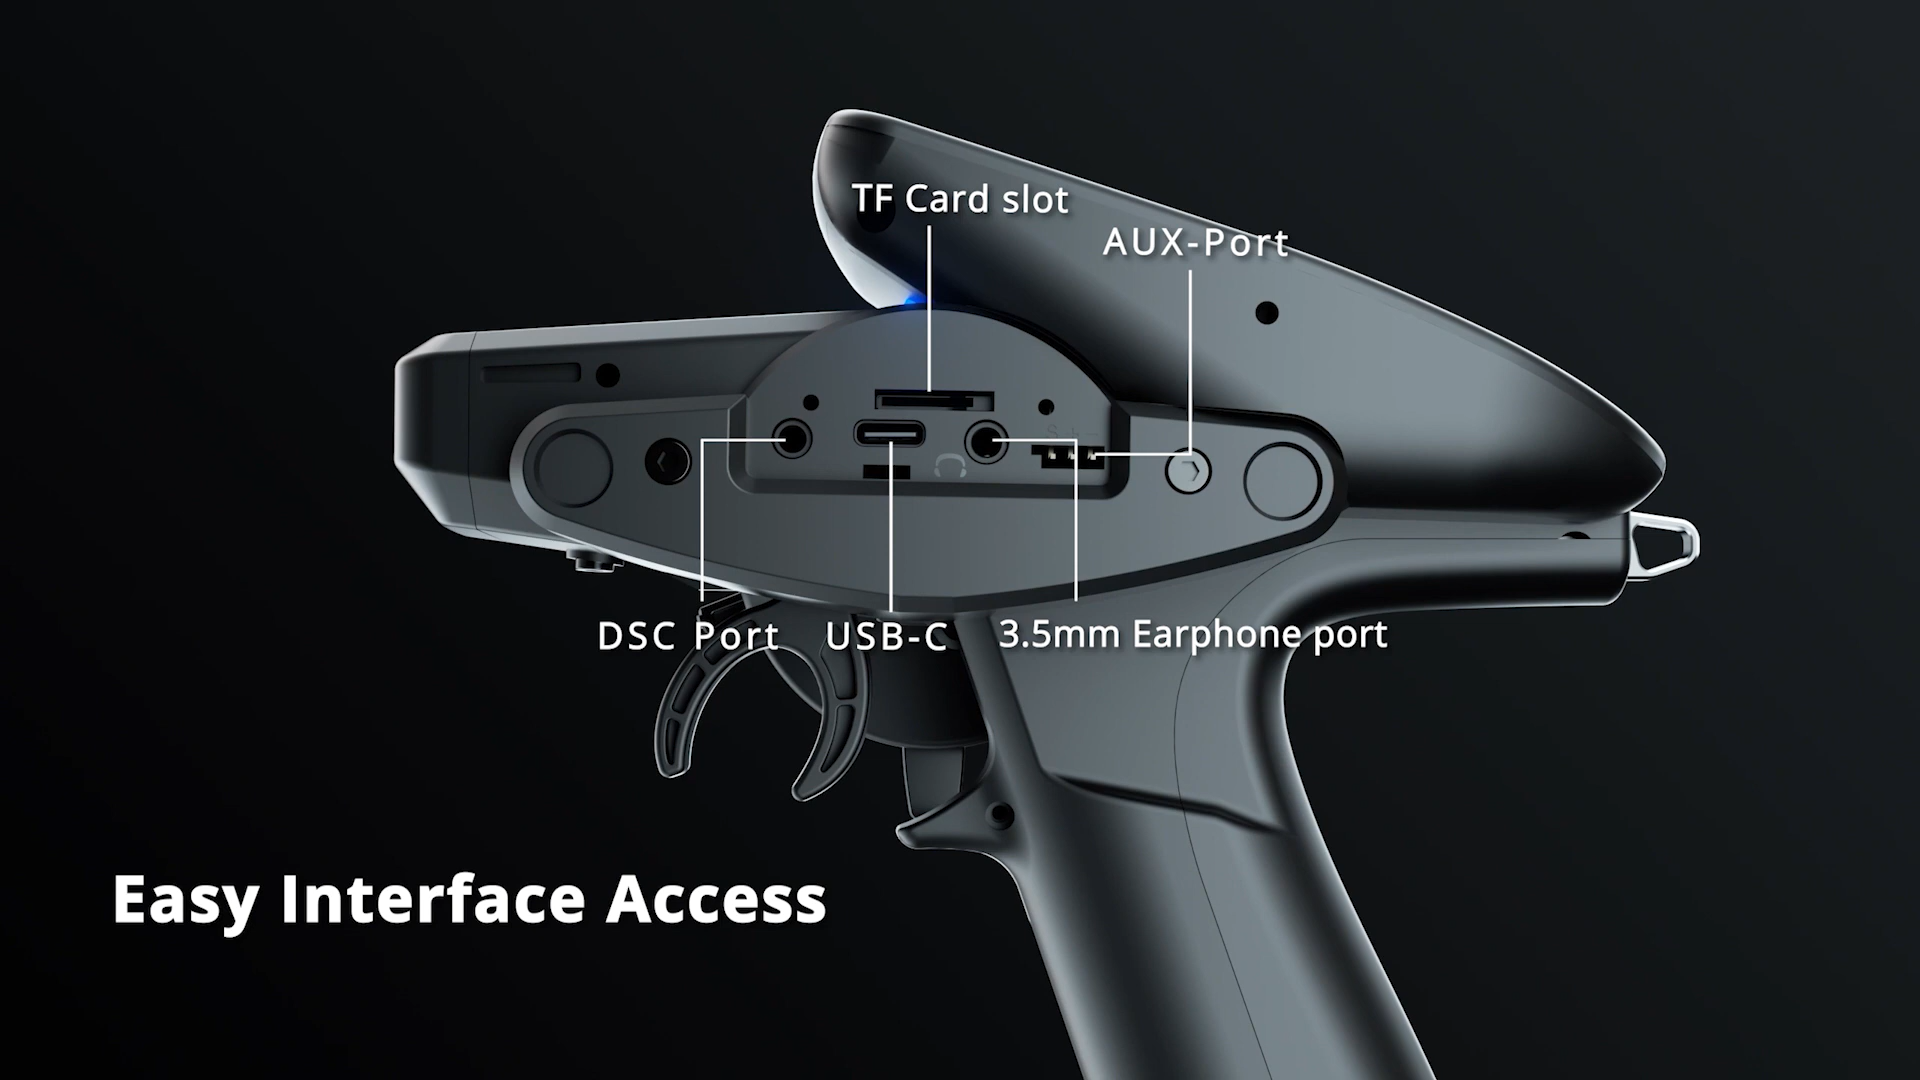 TF Card slot
AUX-Port
DSC Port
USB-C
3.5mm Earphone port
Easy Interface Access